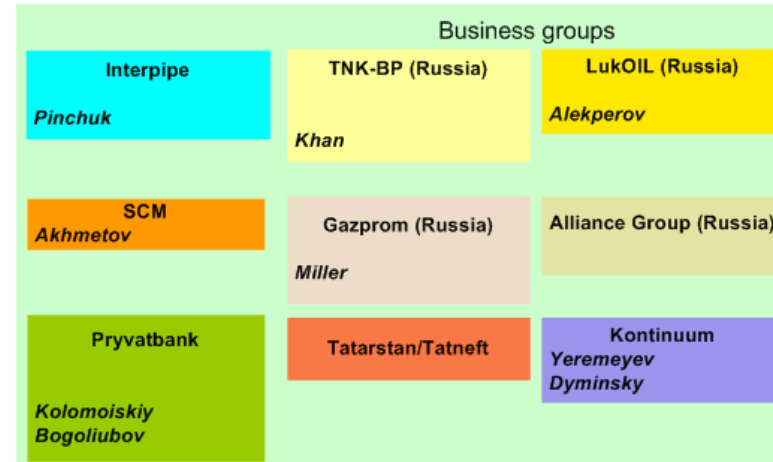 Business groups
Interpipe
Pinchuk
TNK-BP (Russia)
Khan
LukOIL (Russia)
Alekperov
SCM
Akhmetov
Gazprom (Russia)
Miller
Alliance Group (Russia)
Pryvatbank
Kolomoiskiy
Bogoliubov
Tatarstan/Tatneft
Kontinuum
Yeremeyev
Dyminsky